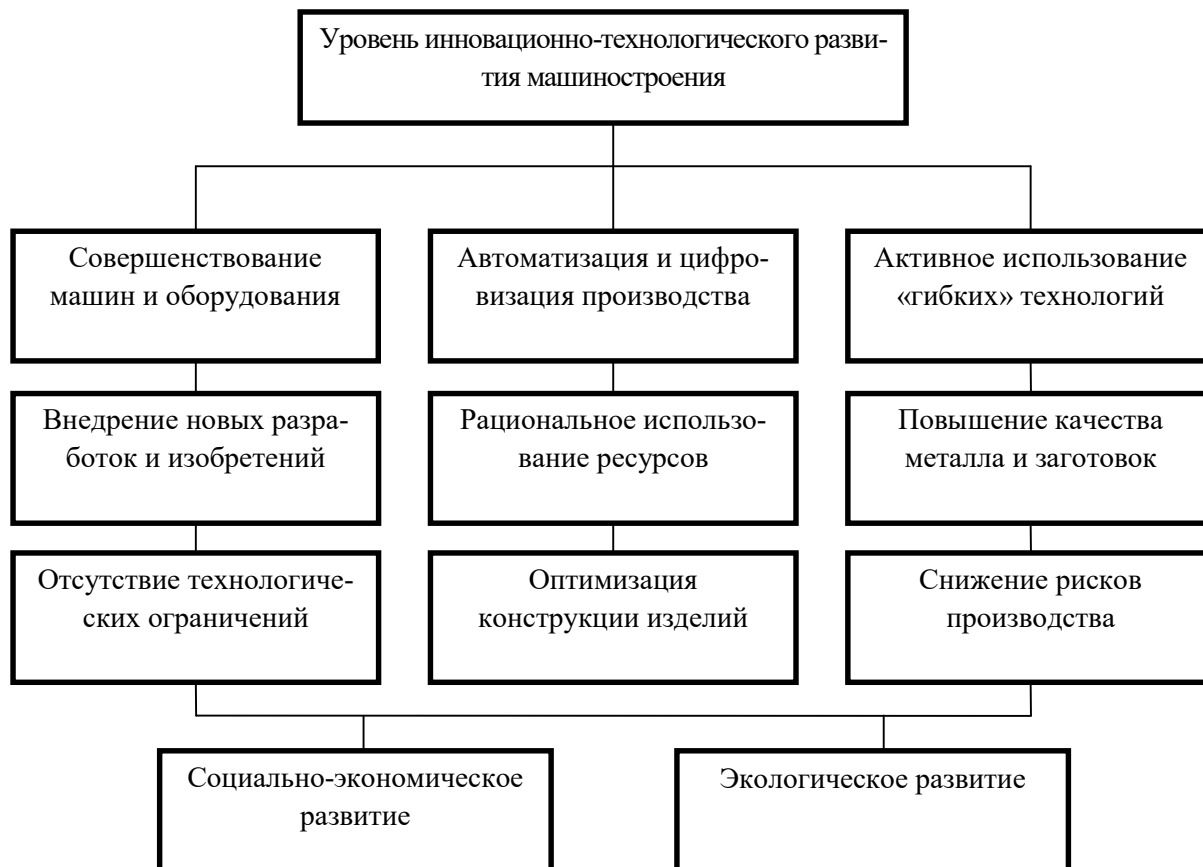 Уровень инновационно-технологического разви-
тия машиностроения
Совершенствование
машин и оборудования
Автоматизация и цифро-
визация производства
Активное использование
«гибких» технологий
Внедрение новых разра-
боток и изобретений
Рациональное использо-
вание ресурсов
Повышение качества
металла и заготовок
Отсутствие технологиче-
ских ограничений
Оптимизация
конструкции изделий
Снижение рисков
производства
Социально-экономическое
развитие
Экологическое развитие